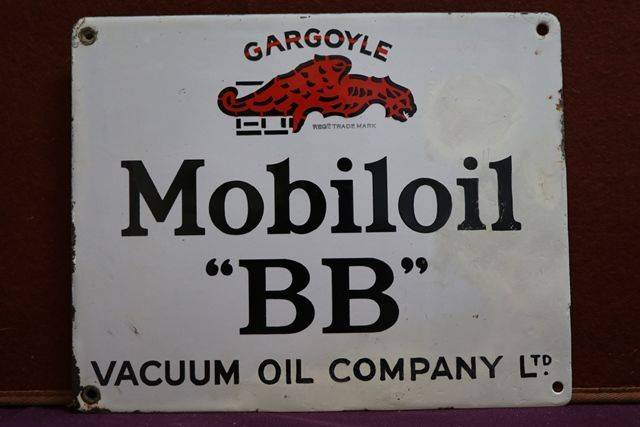 GARGOYLE
REGD TRADE MARK
Mobiloil
“BB”
VACUUM OIL COMPANY LTD.